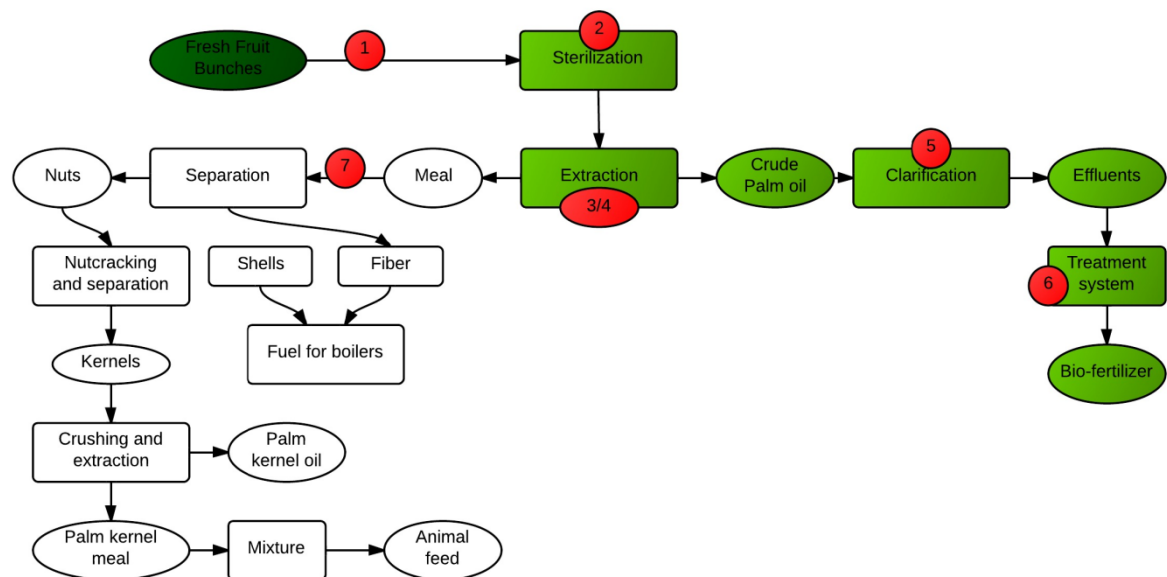 Fresh Fruit
Bunches
1
2
Sterilization
Nuts
Separation
7
Meal
Extraction
3/4
Crude
Palm oil
5
Clarification
Effluents
Nutcracking
and separation
Shells
Fiber
Treatment
system
6
Fuel for boilers
Kernels
Bio-fertilizer
Crushing and
extraction
Palm
kernel oil
Palm kernel
meal
Mixture
Animal
feed